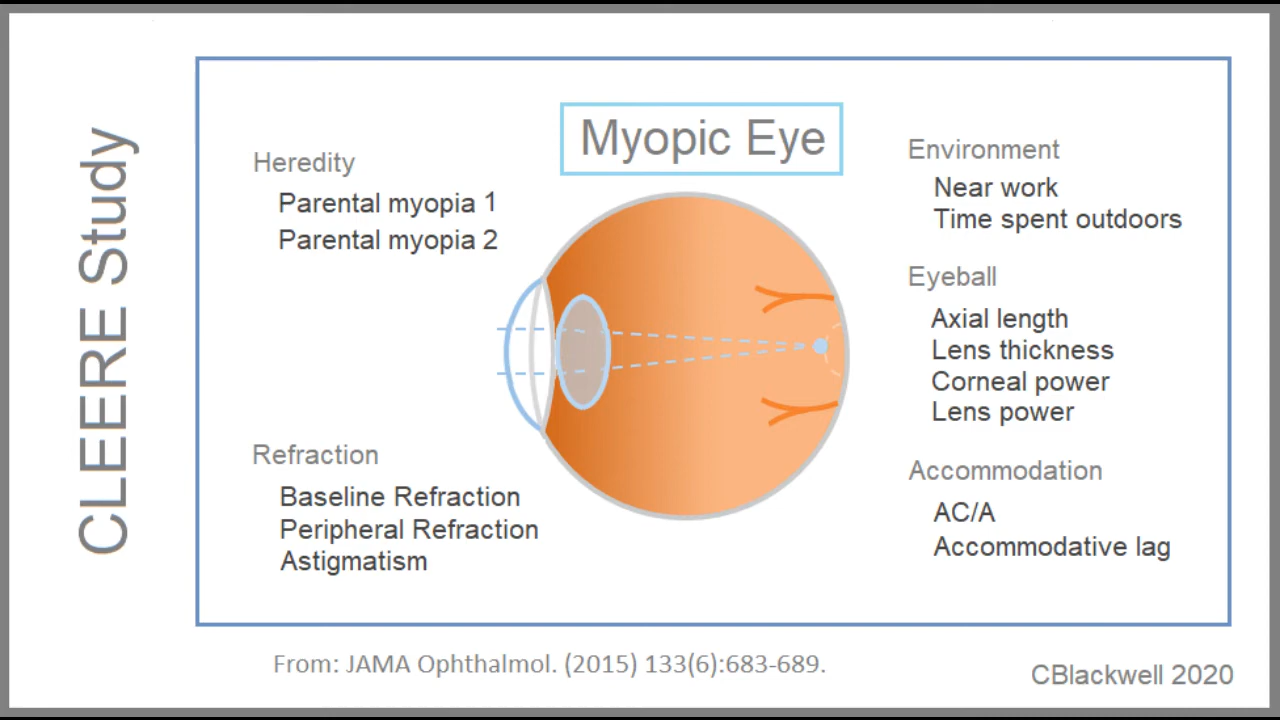 CLEERE Study
Myopic Eye
Heredity
Parental myopia 1
Parental myopia 2
Refraction
Baseline Refraction
Peripheral Refraction
Astigmatism
Environment
Near work
Time spent outdoors
Eyeball
Axial length
Lens thickness
Corneal power
Lens power
Accommodation
AC/A
Accommodative lag
From: JAMA Ophthalmol. (2015) 133(6):683-689.
CBlackwell 2020